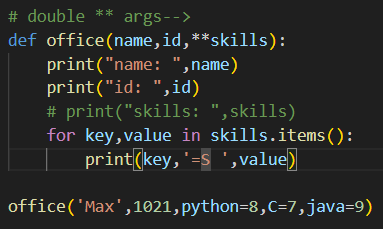 # double ** args-->
def office(name,id,**skills):
    print("name: ",name)
    print("id: ",id)
    # print("skills: ",skills)
    for key,value in skills.items():
        print(key,'=S ',value)
office('Max',1021,python=8,C=7,java=9)